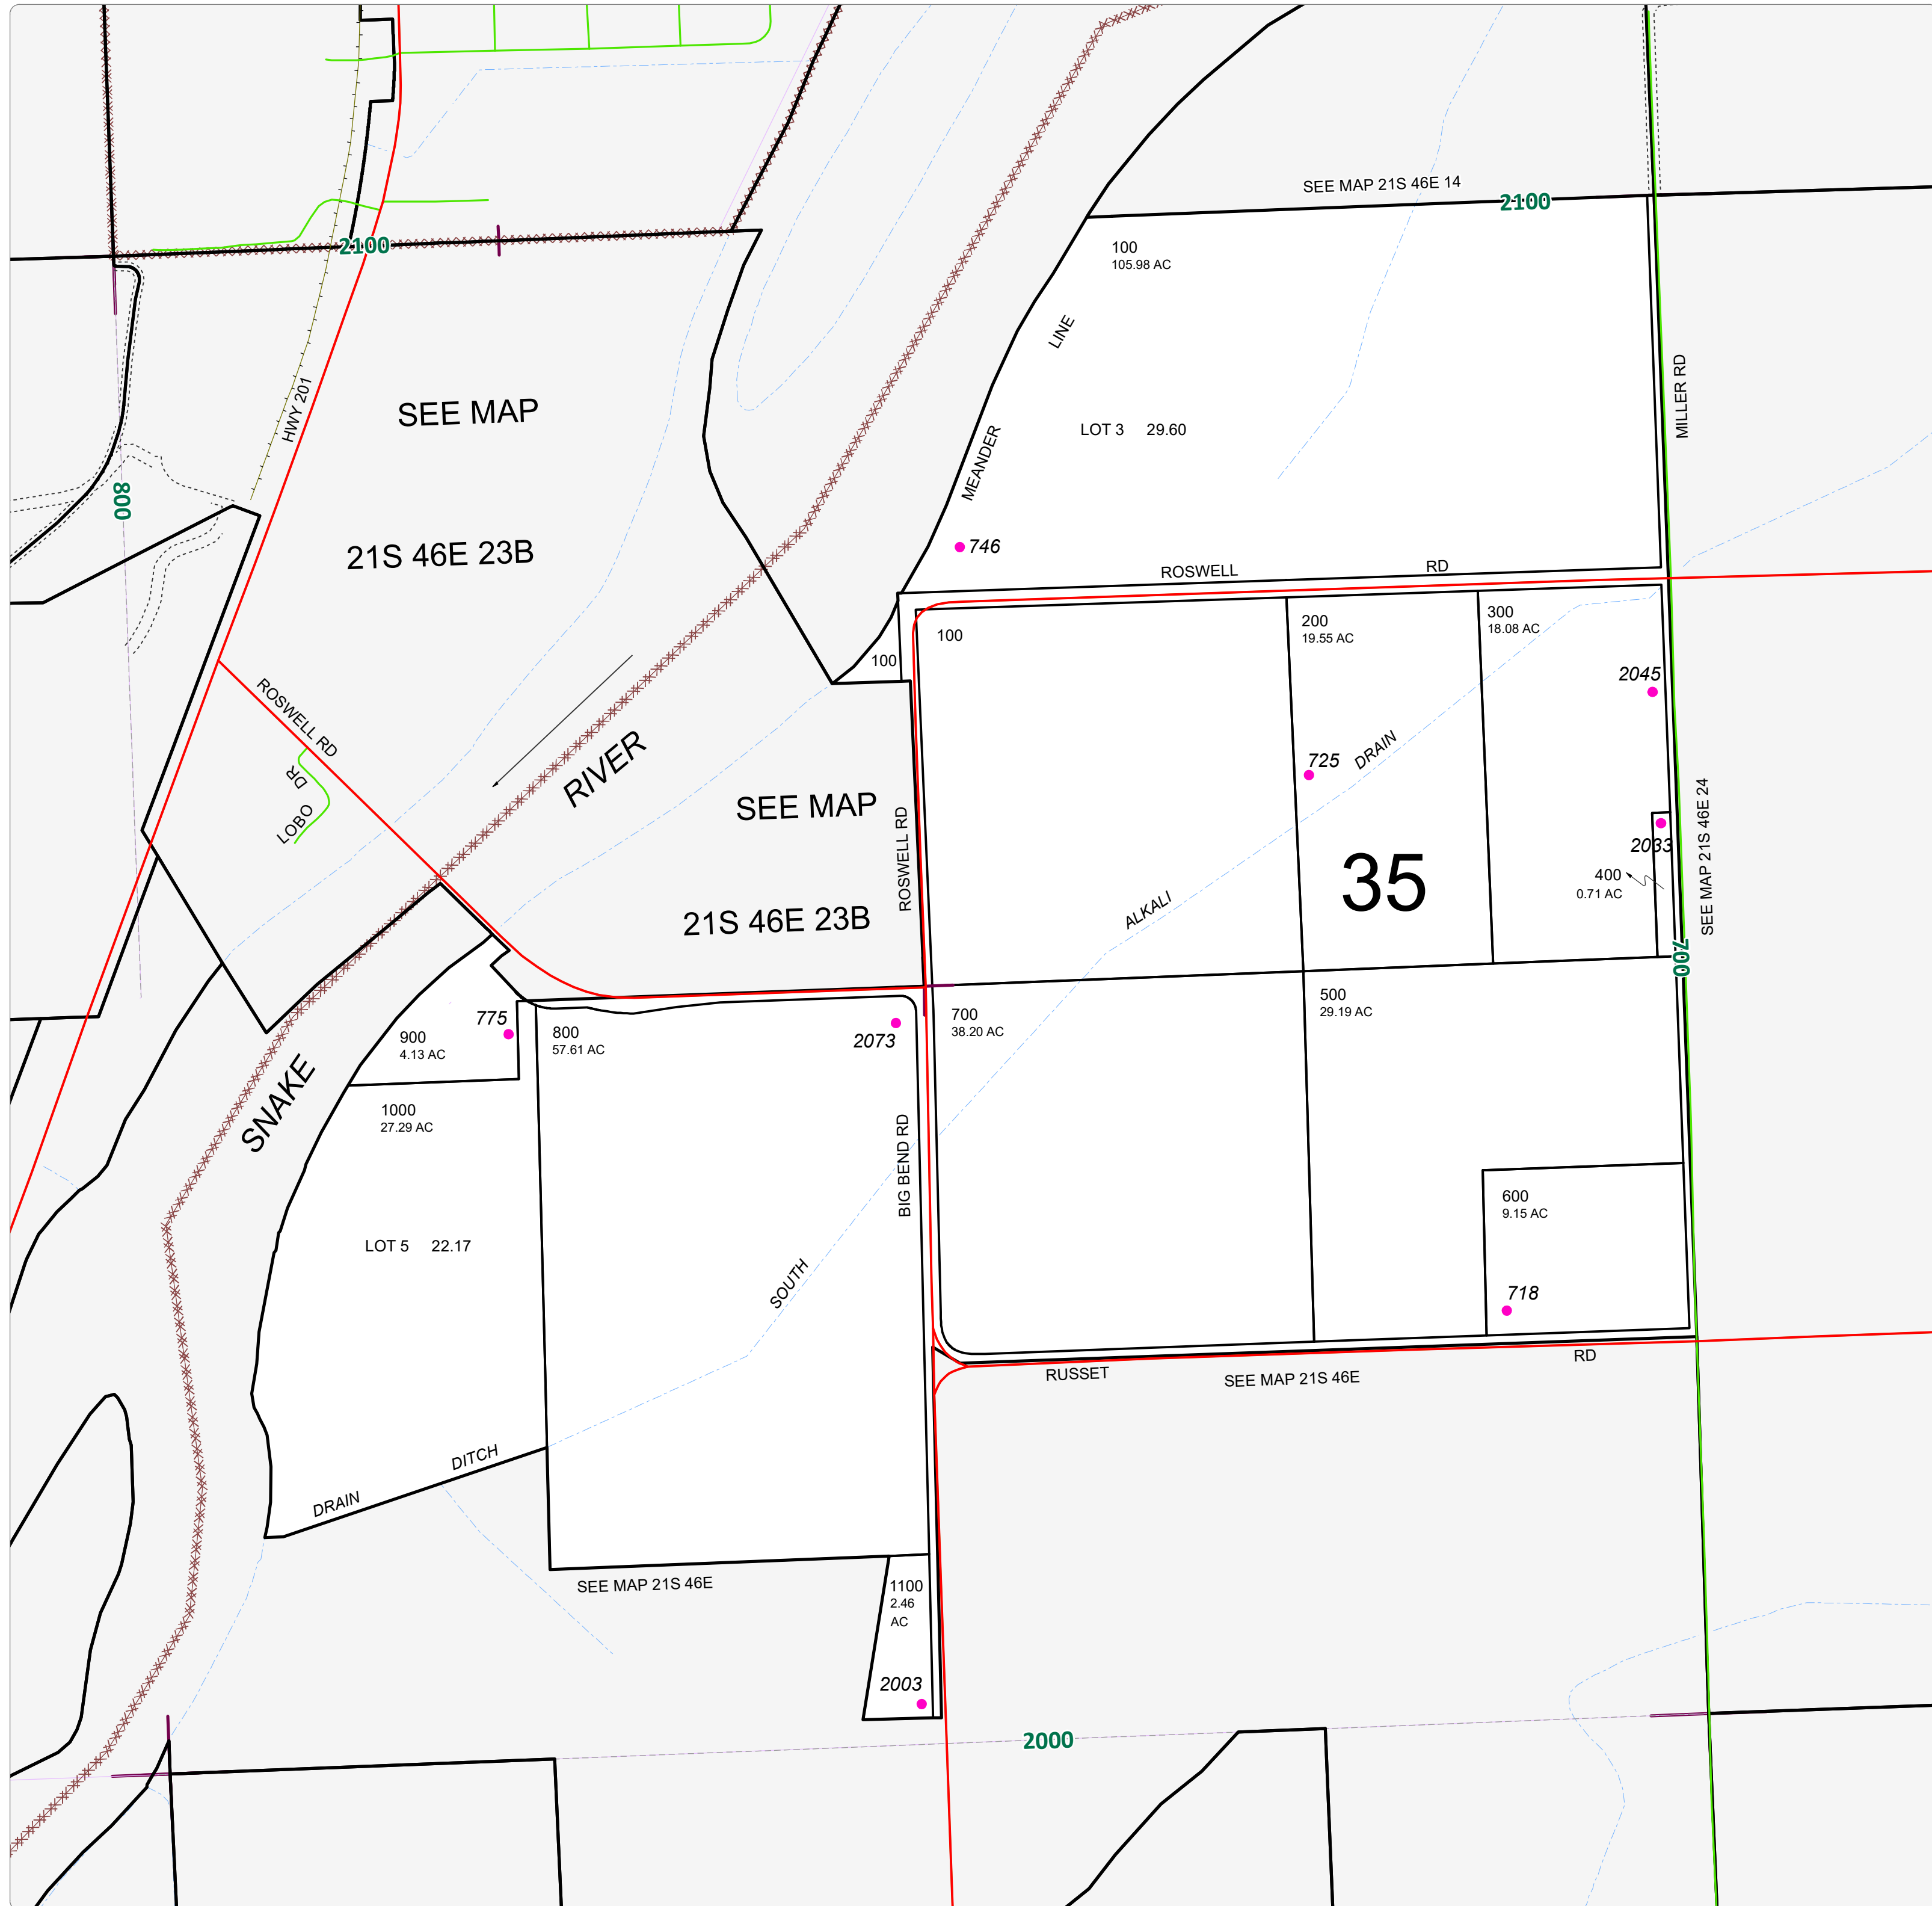 SEE MAP 21S 46E 14
2100
2100
100
105.98 AC
LINE
MILLER RD
HWY 201
SEE MAP
LOT 3 29.60
MEANDER
800
21S 46E 23B
746
ROSWELL RD
100
100
200
19.55 AC
300
18.08 AC
2045
ROSWELL RD
DR
LOBO
RIVER
725
DRAIN
SEE MAP
ROSWELL RD
35
2033
400
0.71 AC
SEE MAP 21S 46E 24
21S 46E 23B
ALKALI
700
500
29.19 AC
700
38.20 AC
775
800
57.61 AC
2073
900
4.13 AC
SNAKE
1000
27.29 AC
BIG BEND RD
600
9.15 AC
LOT 5 22.17
SOUTH
718
RUSSET RD
SEE MAP 21S 46E
DITCH
DRAIN
SEE MAP 21S 46E
1100
2.46
AC
2003
2000